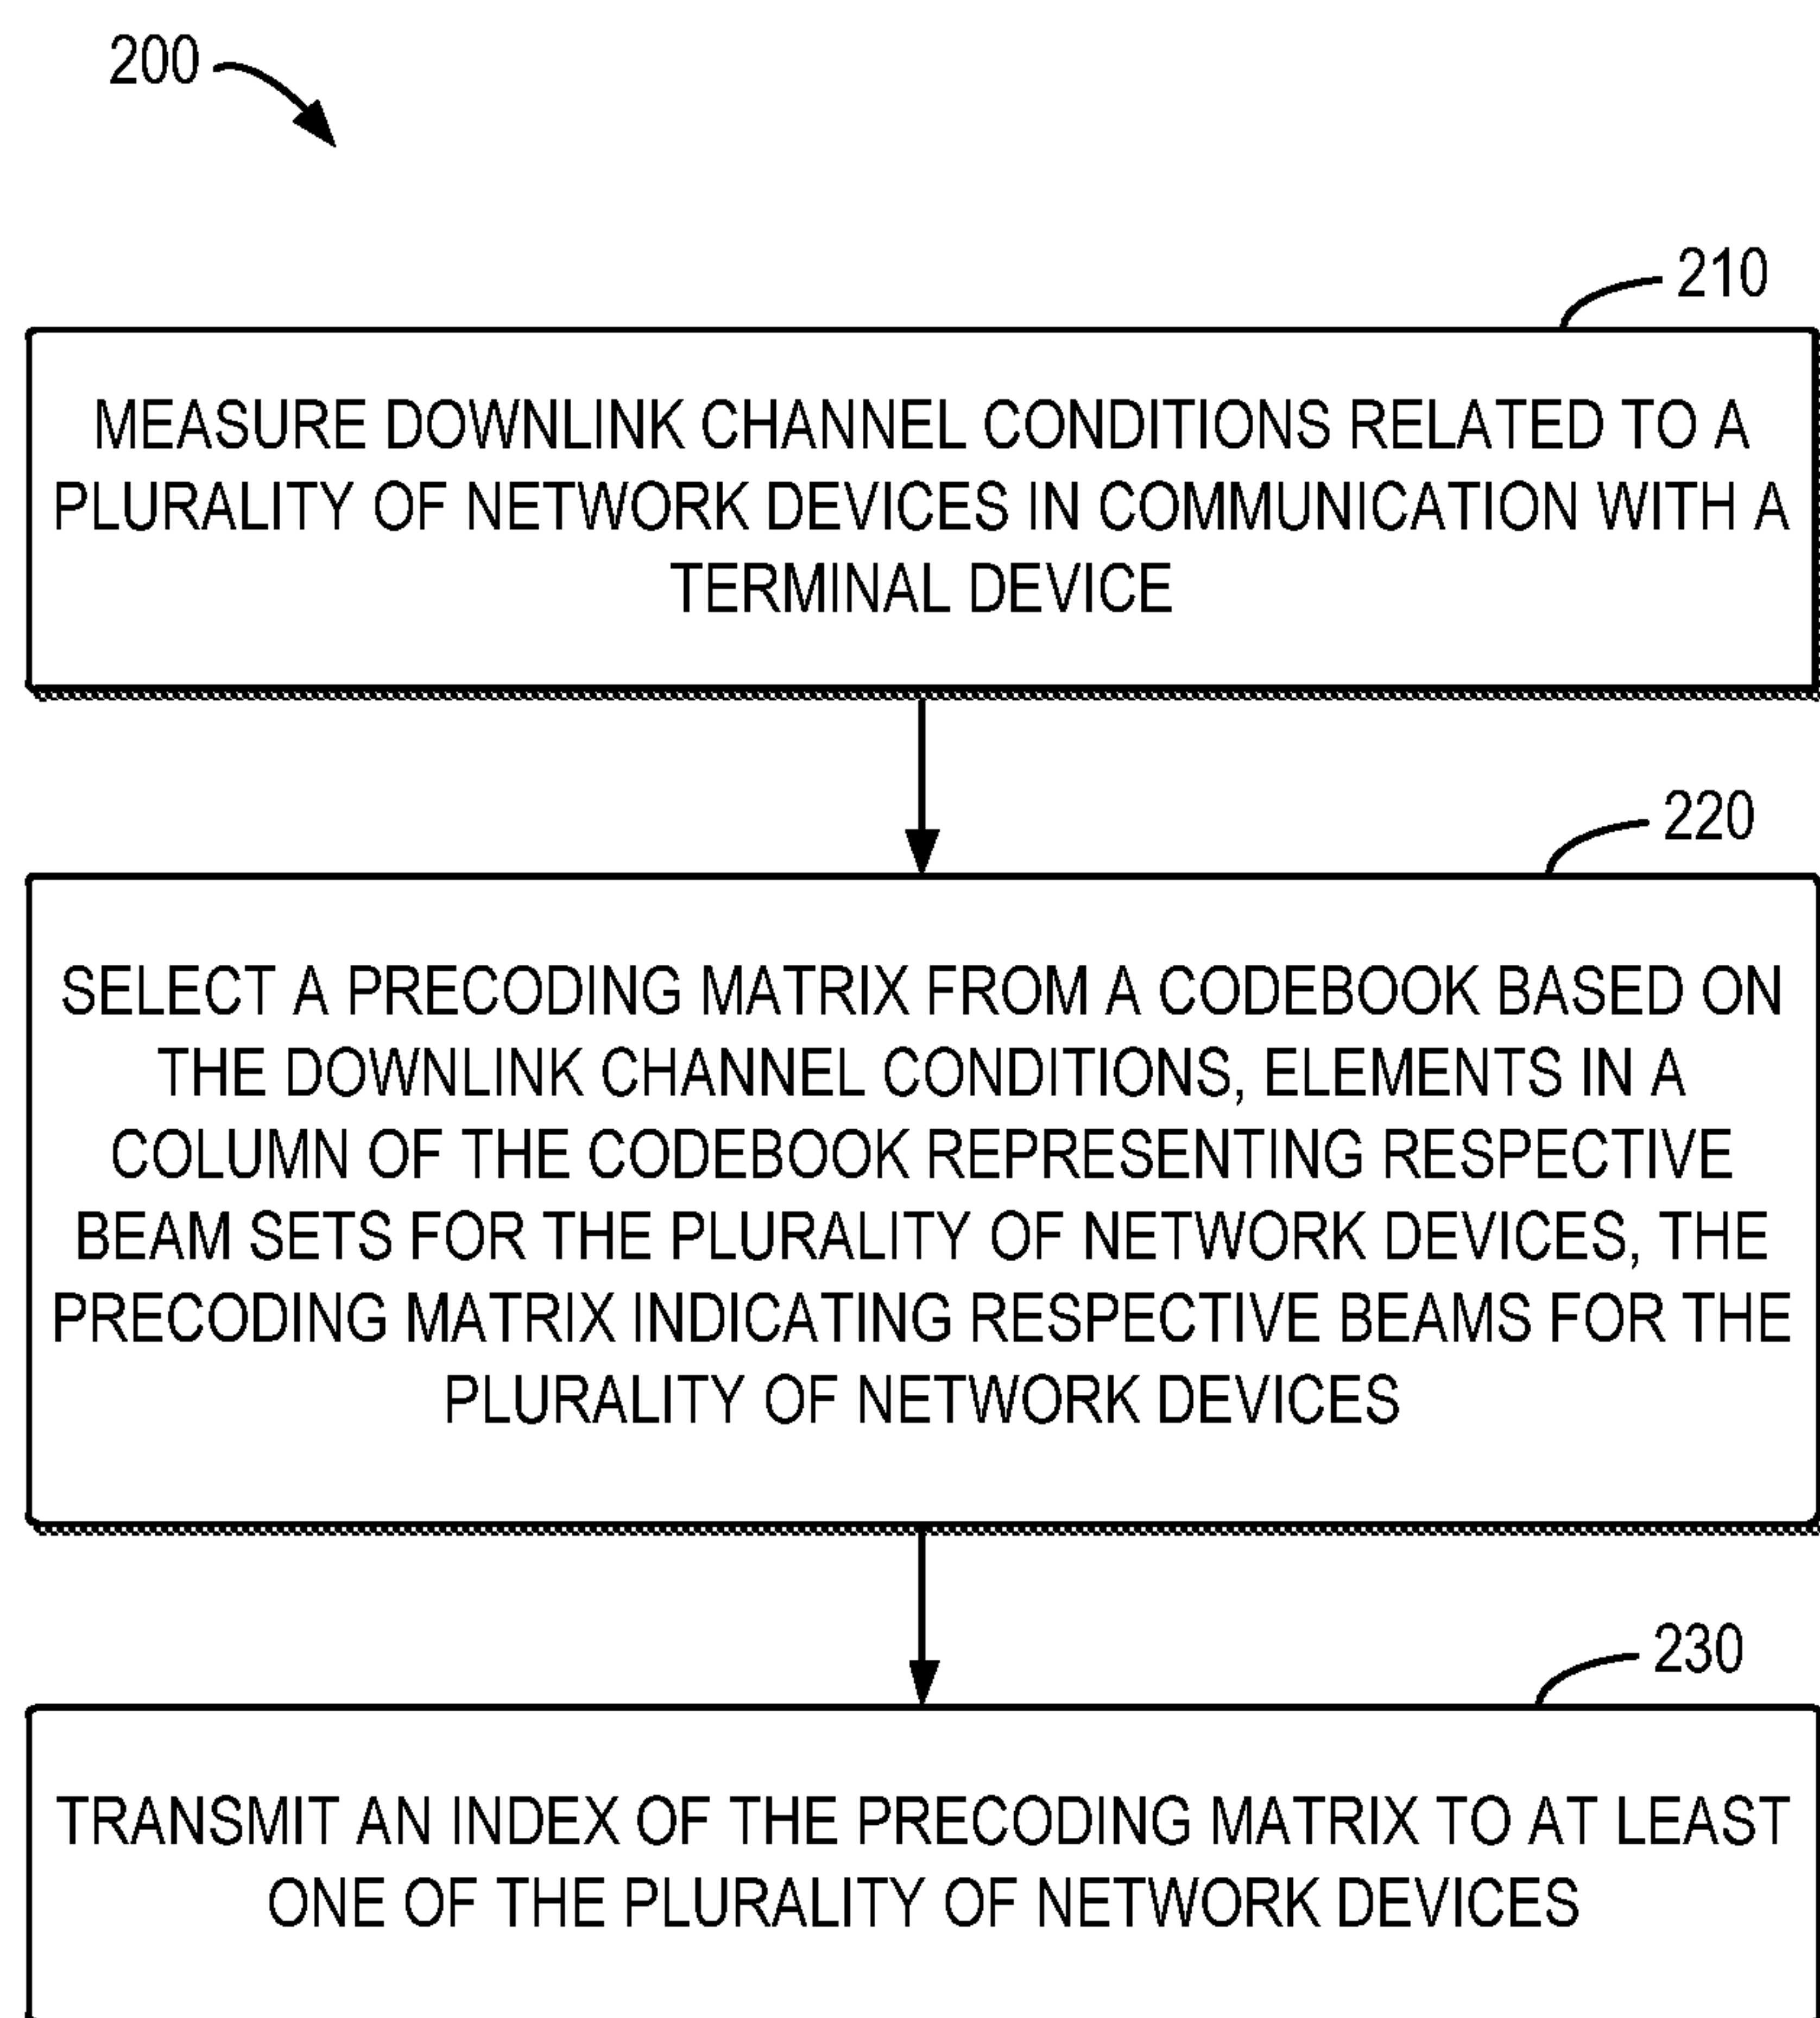 200
210
MEASURE DOWNLINK CHANNEL CONDITIONS RELATED TO A
PLURALITY OF NETWORK DEVICES IN COMMUNICATION WITH A
TERMINAL DEVICE
220
SELECT A PRECODING MATRIX FROM A CODEBOOK BASED ON
THE DOWNLINK CHANNEL CONDITIONS, ELEMENTS IN A
COLUMN OF THE CODEBOOK REPRESENTING RESPECTIVE
BEAM SETS FOR THE PLURALITY OF NETWORK DEVICES, THE
PRECODING MATRIX INDICATING RESPECTIVE BEAMS FOR THE
PLURALITY OF NETWORK DEVICES
230
TRANSMIT AN INDEX OF THE PRECODING MATRIX TO AT LEAST
ONE OF THE PLURALITY OF NETWORK DEVICES